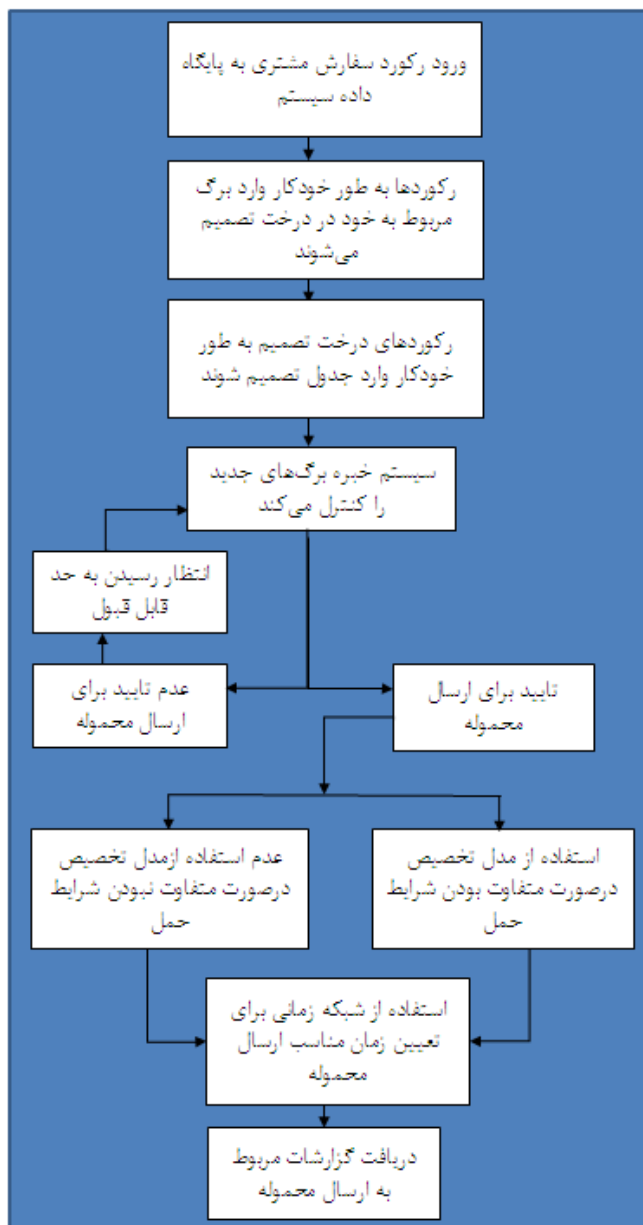 ورود رکورد سفارش مشتری به پایگاه
داده سیستم
رکوردها به طور خودکار وارد برگ
مربوط به خود در درخت تصمیم
می‌شوند
رکوردهای درخت تصمیم به طور
خودکار وارد جدول تصمیم شوند
سیستم خبره برگ‌های جدید
را کنترل می‌کند
انتظار رسیدن به حد
قابل قبول
تایید برای ارسال
محموله
عدم تایید برای
ارسال محموله
استفاده از مدل تخصیص
درصورت متفاوت بودن شرایط
حمل
عدم استفاده ازمدل تخصیص
درصورت متفاوت نبودن شرایط
حمل
استفاده از شبکه زمانی برای
تعیین زمان مناسب ارسال
محموله
دریافت گزارشات مربوط
به ارسال محموله